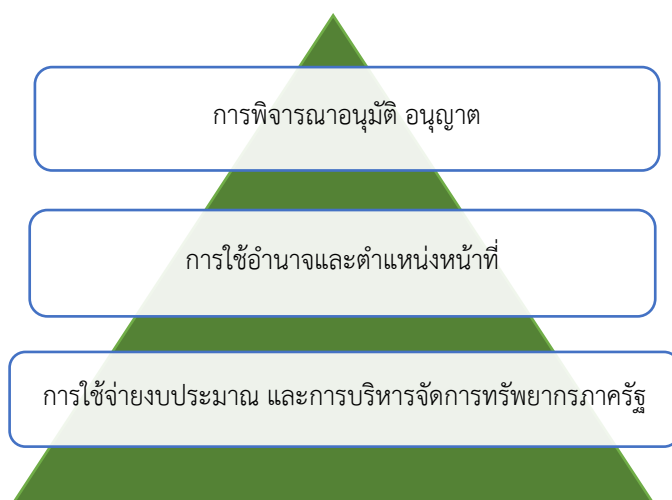 การพิจารณาอนุมัติ อนุญาต
การใช้อำนาจและตำแหน่งหน้าที่
การใช้จ่ายงบประมาณ และการบริหารจัดการทรัพยากรภาครัฐ